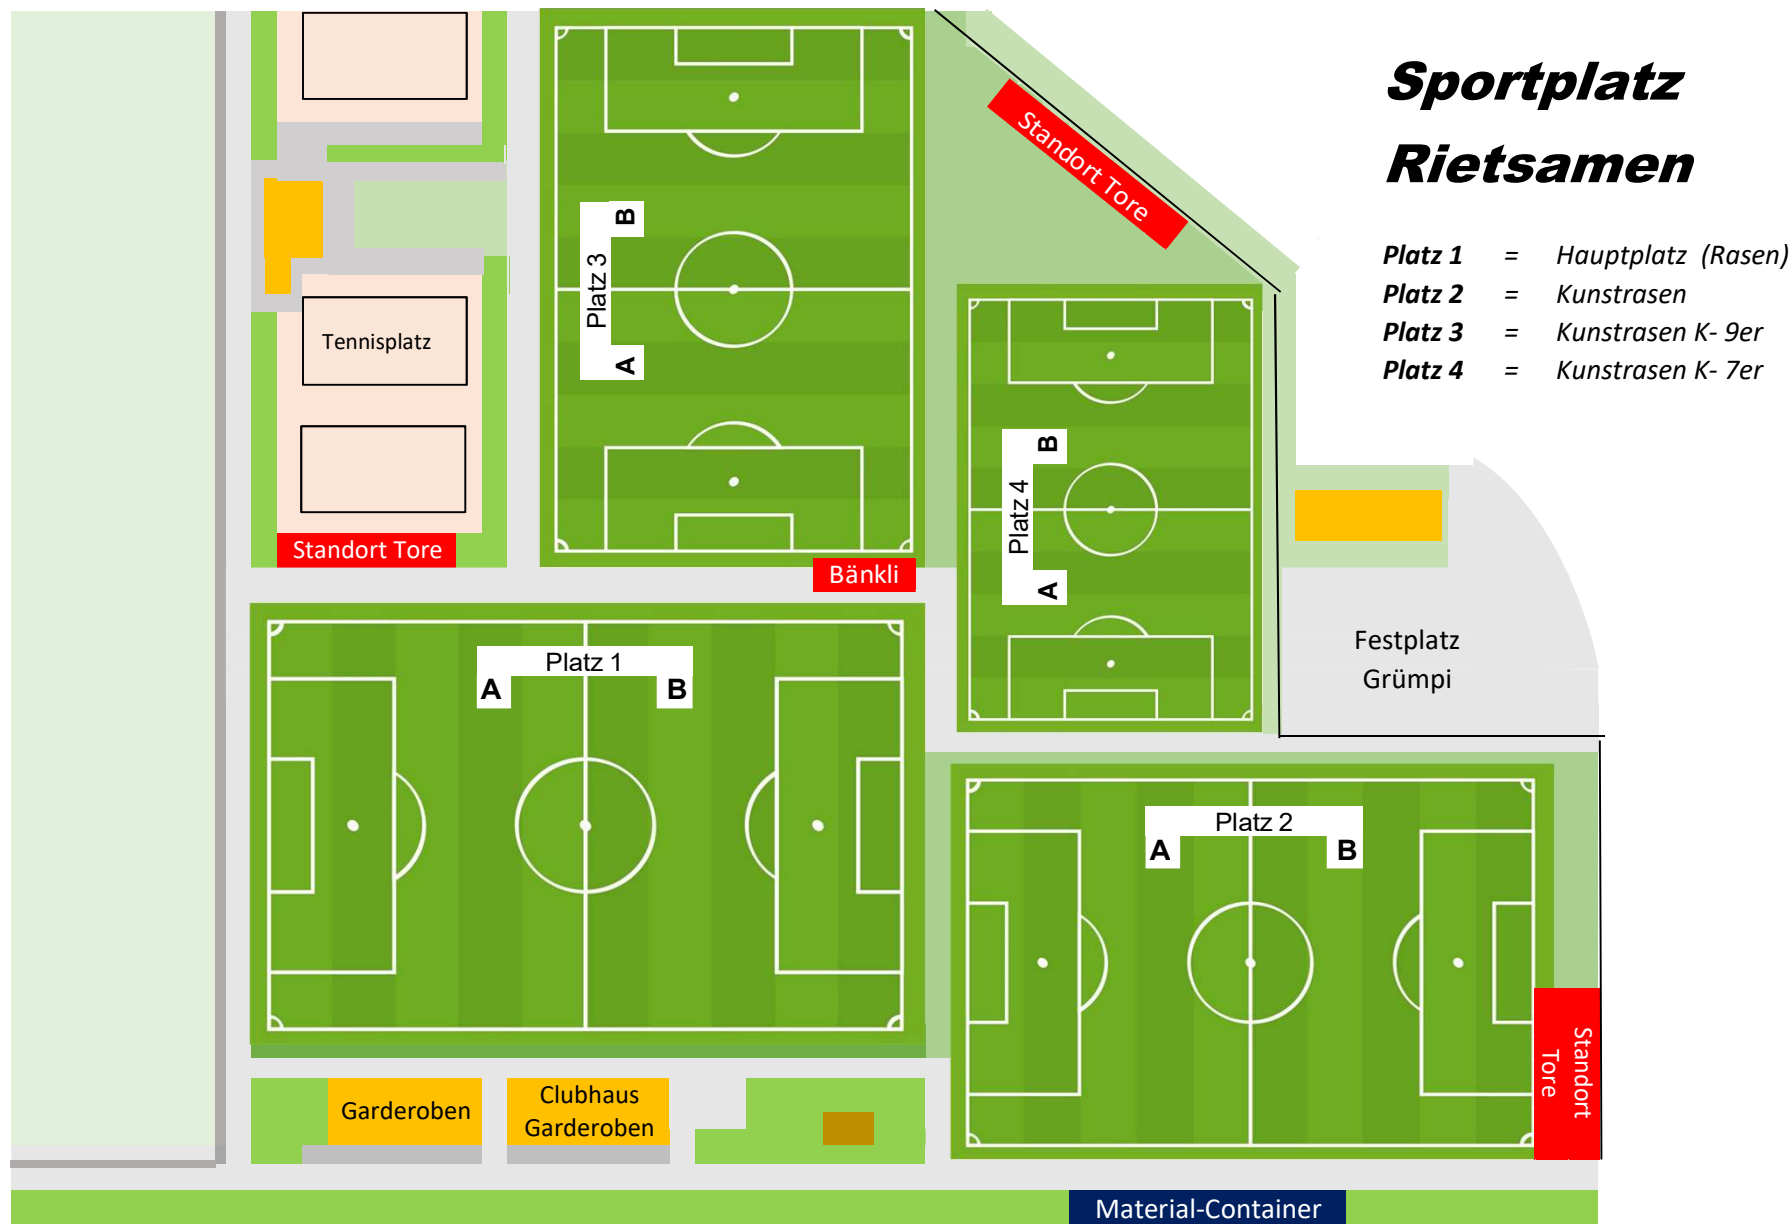 Sportplatz
Rietsamen
Platz 1 = Hauptplatz (Rasen)
Platz 2 = Kunstrasen
Platz 3 = Kunstrasen K- 9er
Platz 4 = Kunstrasen K- 7er
Standort Tore
B
Platz 3
A
Tennisplatz
B
Platz 4
A
Standort Tore
Bänkli
Festplatz
Grümpi
Platz 1
A B
Platz 2
A B
Standort
Tore
Garderoben
Clubhaus
Garderoben
Material-Container